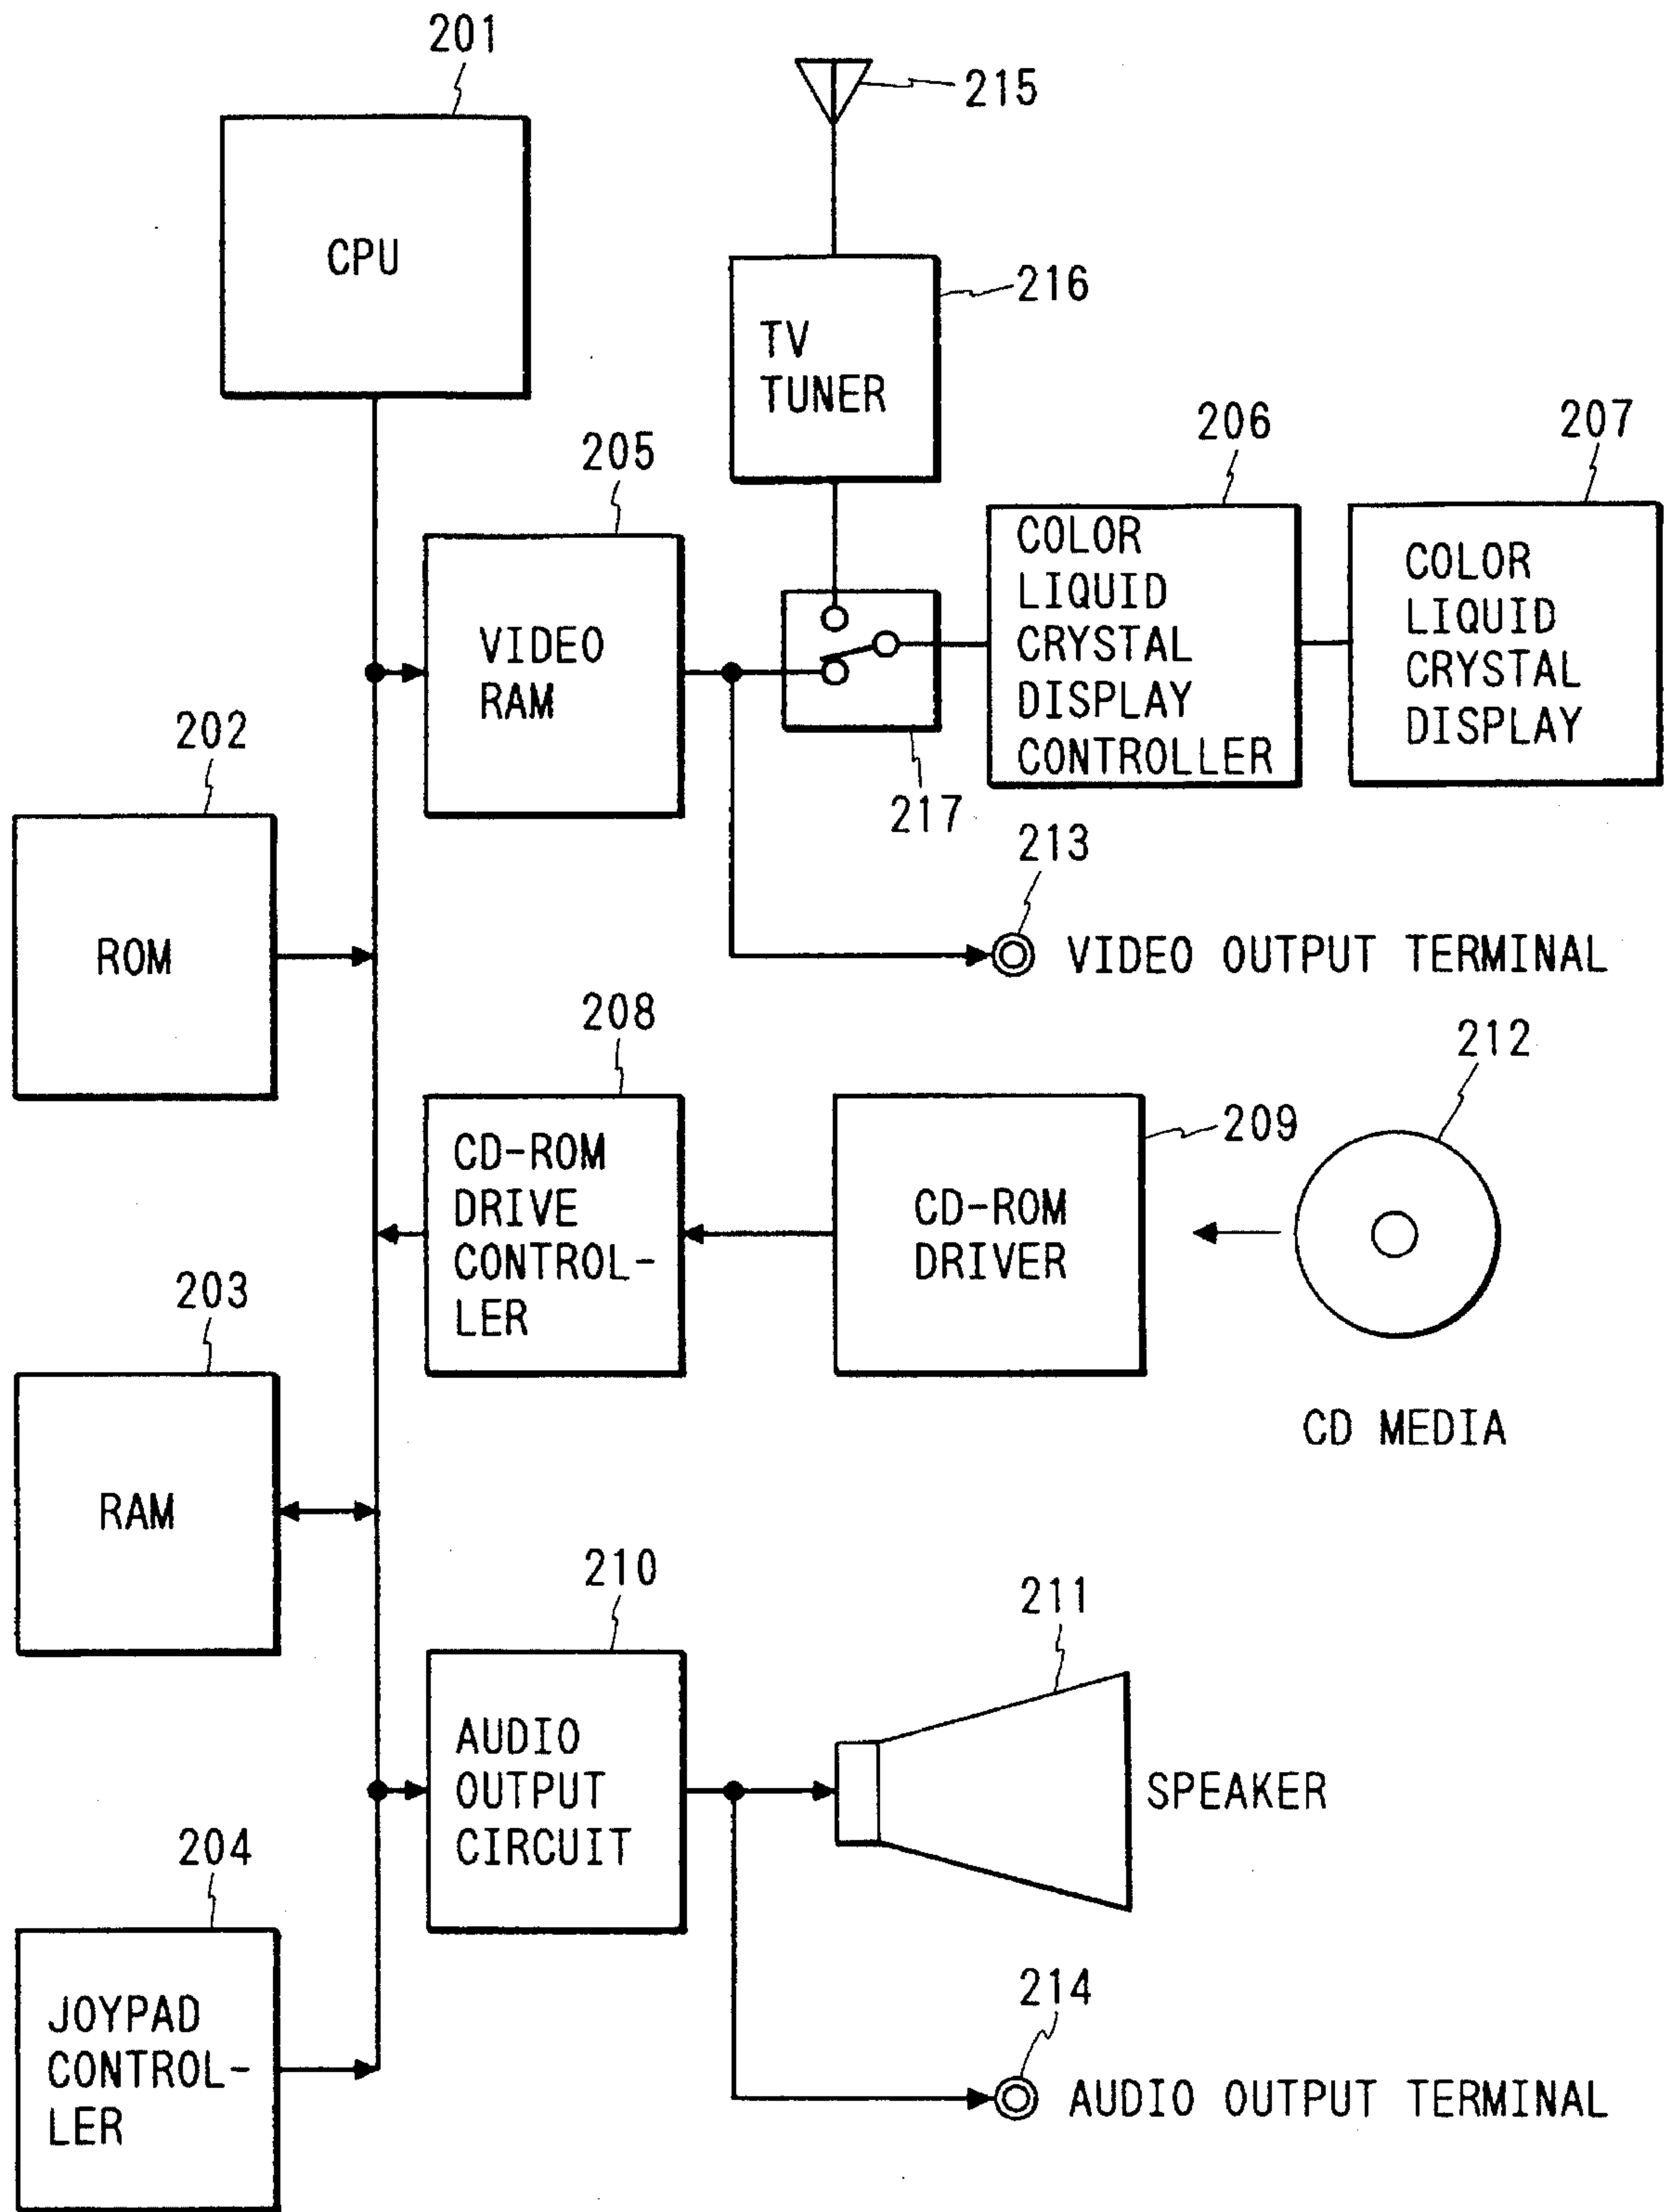 201
215
CPU
216
TV
TUNER
205
206
207
VIDEO
RAM
COLOR
LIQUID
CRYSTAL
DISPLAY
CONTROLLER
COLOR
LIQUID
CRYSTAL
DISPLAY
217
202
ROM
213
VIDEO OUTPUT TERMINAL
208
CD-ROM
DRIVE
CONTROL-
LER
209
CD-ROM
DRIVER
212
CD MEDIA
203
RAM
210
AUDIO
OUTPUT
CIRCUIT
211
SPEAKER
204
JOYPAD
CONTROL-
LER
214
AUDIO OUTPUT TERMINAL